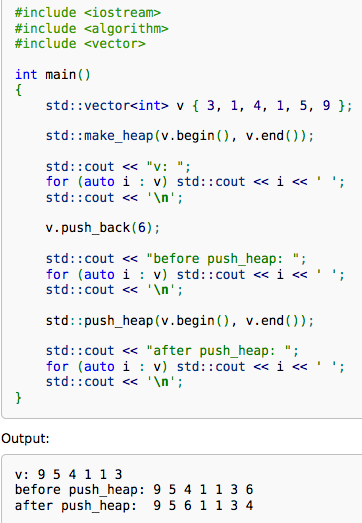 #include <iostream>
#include <algorithm>
#include <vector>
int main()
{
    std::vector<int> v { 3, 1, 4, 1, 5, 9 };
    std::make_heap(v.begin(), v.end());
    std::cout << "v: ";
    for (auto i : v) std::cout << i << ' ';
    std::cout << '\n';
    v.push_back(6);
    std::cout << "before push_heap: ";
    for (auto i : v) std::cout << i << ' ';
    std::cout << '\n';
    std::push_heap(v.begin(), v.end());
    std::cout << "after push_heap: ";
    for (auto i : v) std::cout << i << ' ';
    std::cout << '\n';
}
Output:
v: 9 5 4 1 1 3
before push_heap: 9 5 4 1 1 3 6
after push_heap:  9 5 6 1 1 3 4